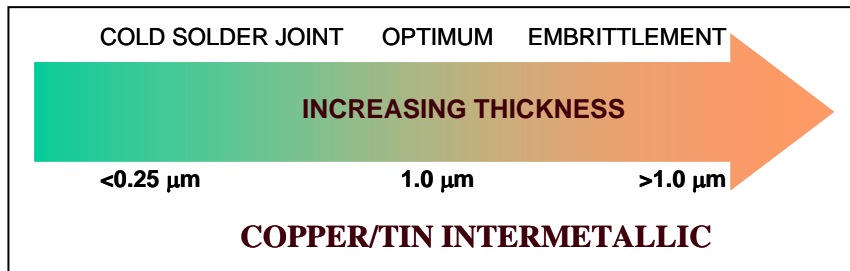 COLD SOLDER JOINT OPTIMUM EMBRITTLEMENT
INCREASING THICKNESS
<0.25 μm 1.0 μm >1.0 μm
COPPER/TIN INTERMETALLIC